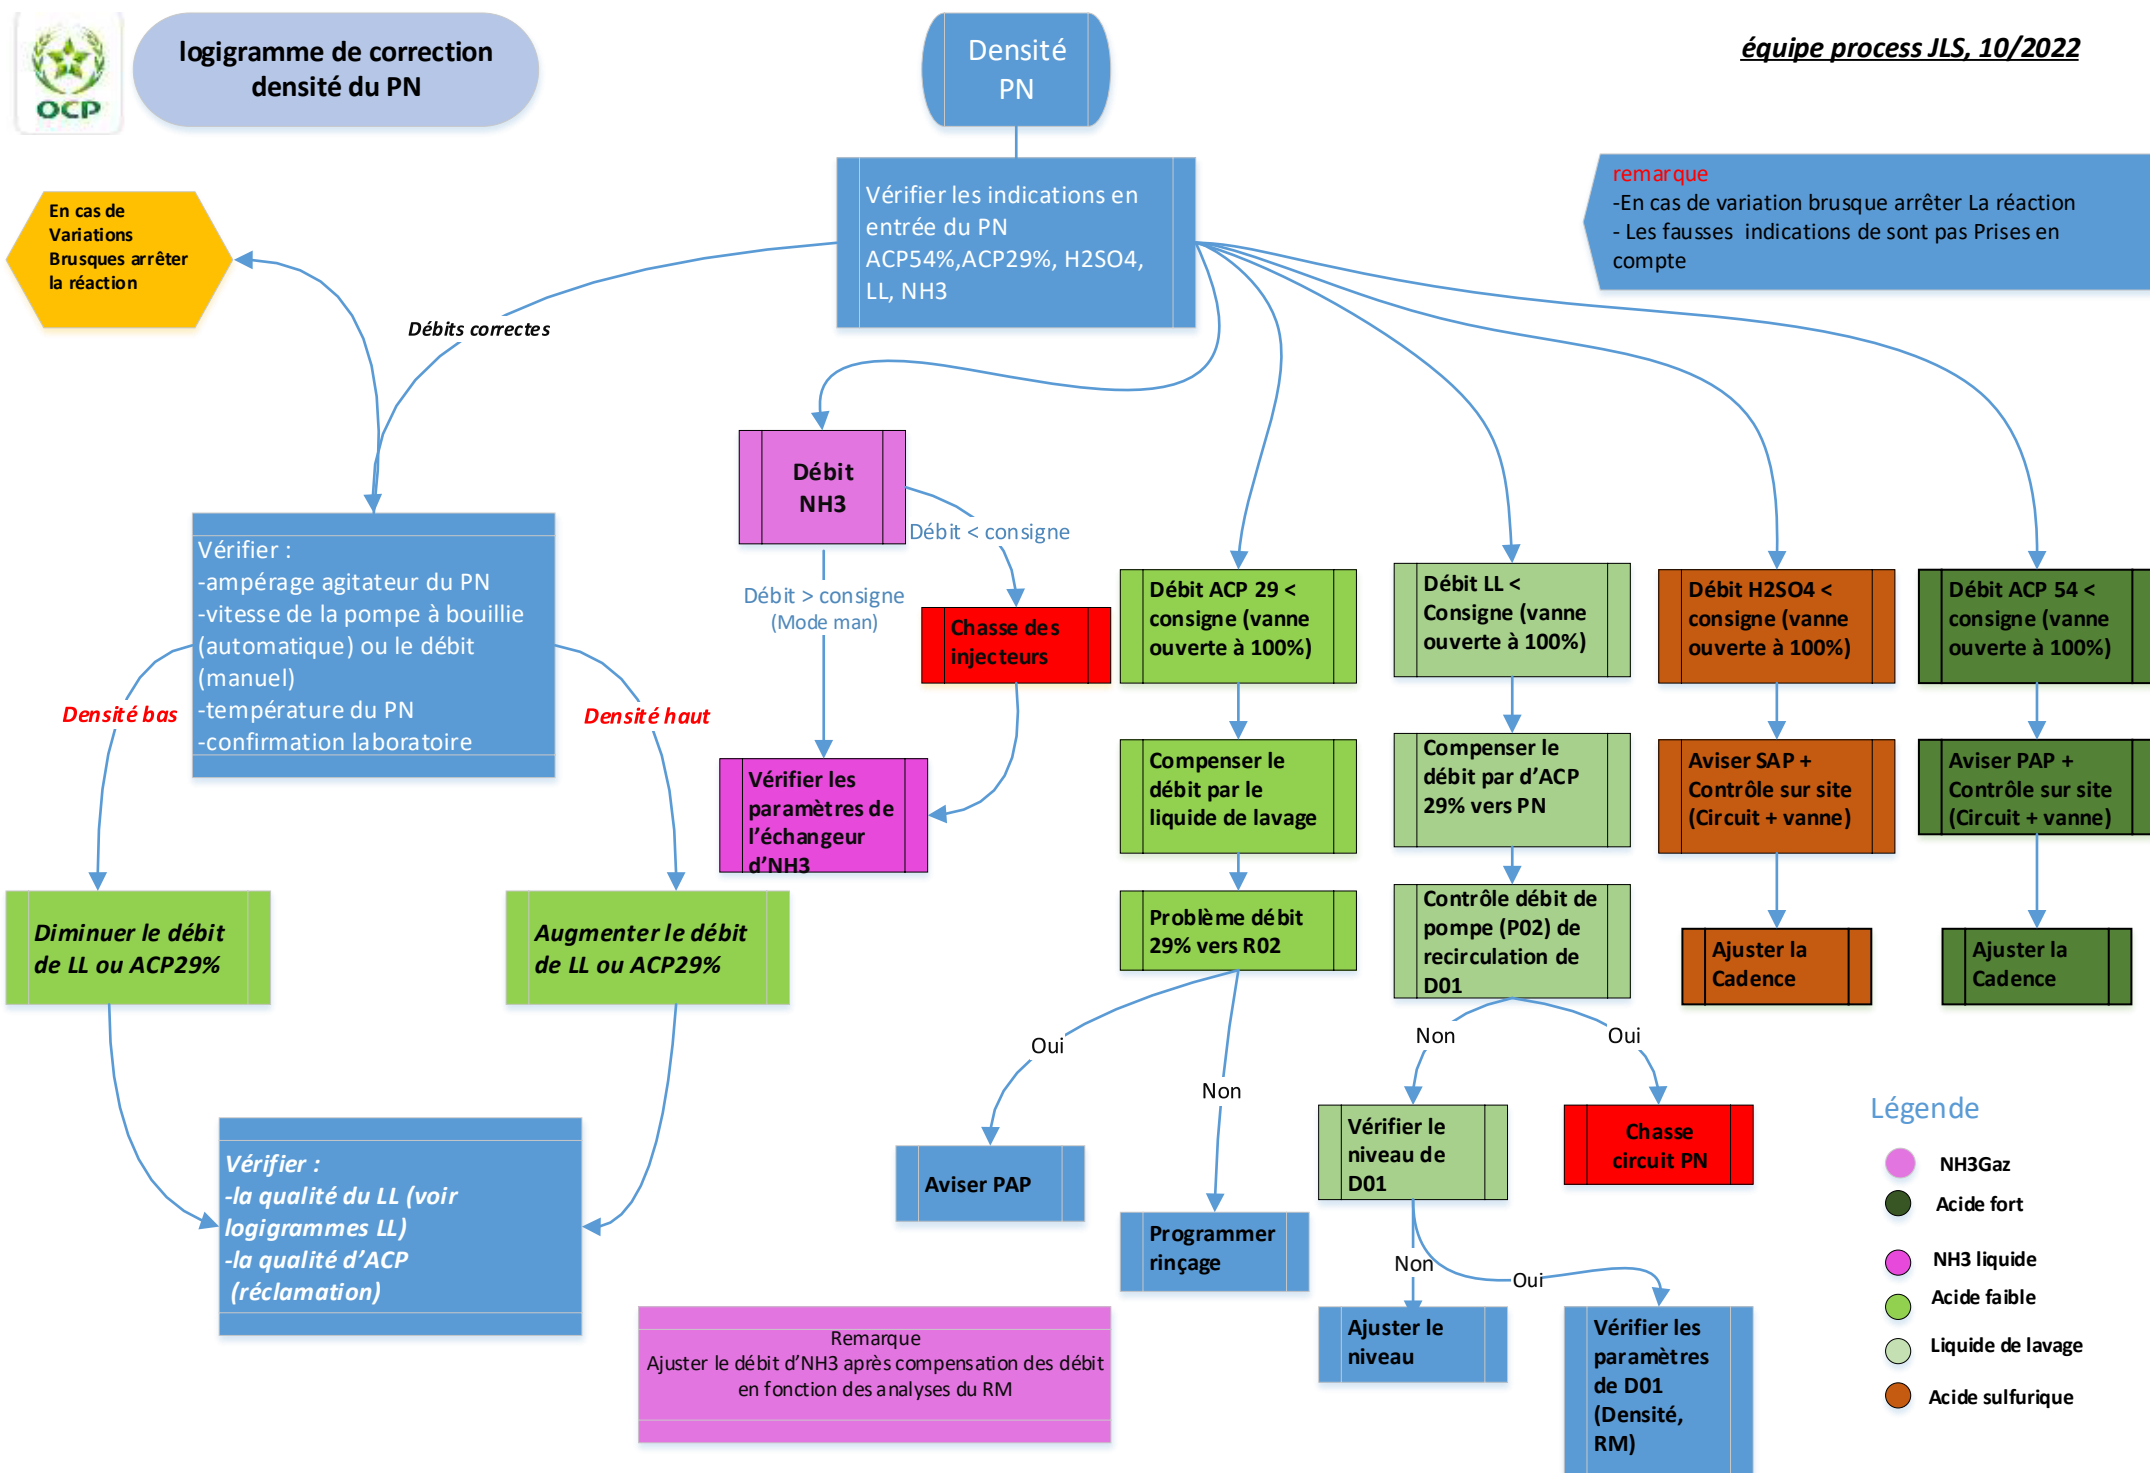 OCP
logigramme de correction
densité du PN
Densité
PN
équipe process JLS, 10/2022
Vérifier les indications en
entrée du PN
ACP54%,ACP29%, H2SO4,
LL, NH3
remarque
-En cas de variation brusque arrêter La réaction
- Les fausses indications de sont pas Prises en
compte
En cas de
Variations
Brusques arrêter
la réaction
Débits correctes
Débit
NH3
Débit < consigne
Débit > consigne
(Mode man)
Chasse des
injecteurs
Vérifier les
paramètres de
l'échangeur
d'NH3
Vérifier :
-ampérage agitateur du PN
-vitesse de la pompe à bouillie
(automatique) ou le débit
(manuel)
-température du PN
-confirmation laboratoire
Densité bas
Densité haut
Diminuer le débit
de LL ou ACP29%
Augmenter le débit
de LL ou ACP29%
Vérifier :
-la qualité du LL (voir
logigrammes LL)
-la qualité d'ACP
(réclamation)
Débit ACP 29 <
consigne (vanne
ouverte à 100%)
Compenser le
débit par le
liquide de lavage
Problème débit
29% vers R02
Oui
Non
Aviser PAP
Programmer
rinçage
Débit LL <
Consigne (vanne
ouverte à 100%)
Compenser le
débit par d'ACP
29% vers PN
Contrôle débit de
pompe (P02) de
recirculation de
D01
Non
Oui
Vérifier le
niveau de
D01
Chasse
circuit PN
Non
Oui
Ajuster le
niveau
Vérifier les
paramètres
de D01
(Densité,
RM)
Débit H2SO4 <
consigne (vanne
ouverte à 100%)
Aviser SAP +
Contrôle sur site
(Circuit + vanne)
Ajuster la
Cadence
Débit ACP 54 <
consigne (vanne
ouverte à 100%)
Aviser PAP +
Contrôle sur site
(Circuit + vanne)
Ajuster la
Cadence
Remarque
Ajuster le débit d'NH3 après compensation des débit
en fonction des analyses du RM
Légende
NH3Gaz
Acide fort
NH3 liquide
Acide faible
Liquide de lavage
Acide sulfurique